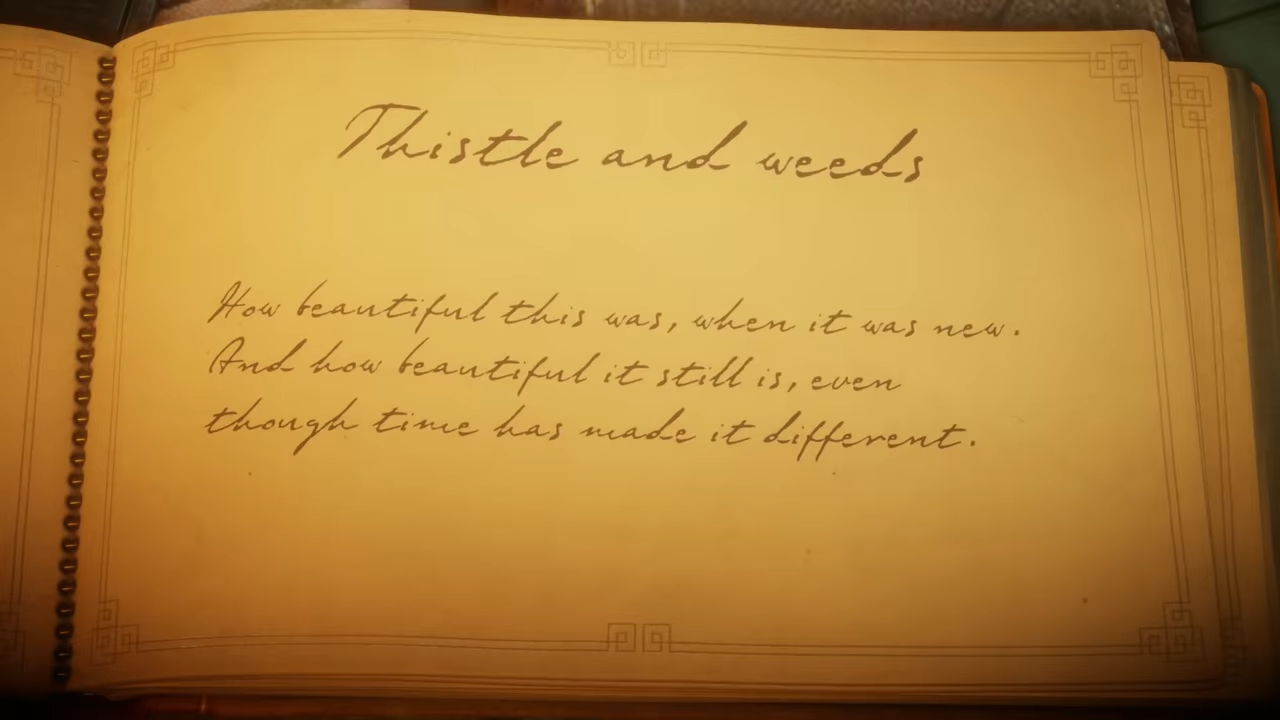 Thistle and weeds
How beautiful this was, when it was new.
And how beautiful it still is, even
though time has made it different.